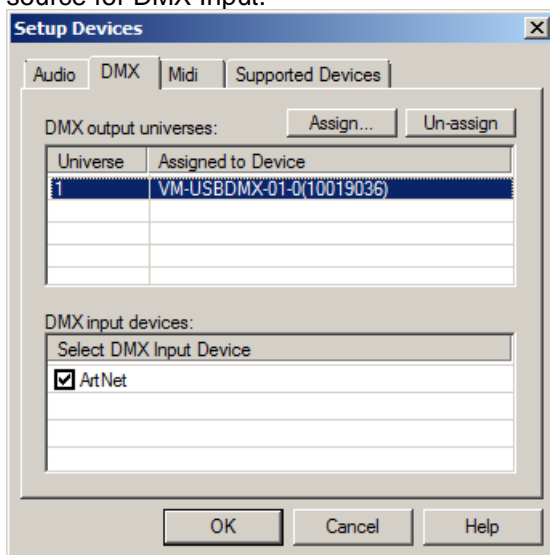 source for DMX Input.
Setup Devices
Audio DMX Midi Supported Devices
DMX output universes: Assign... Un-assign
Universe Assigned to Device
1 VM-USBDMX-01-0(10019036)
DMX input devices:
Select DMX Input Device
ArtNet
OK Cancel Help